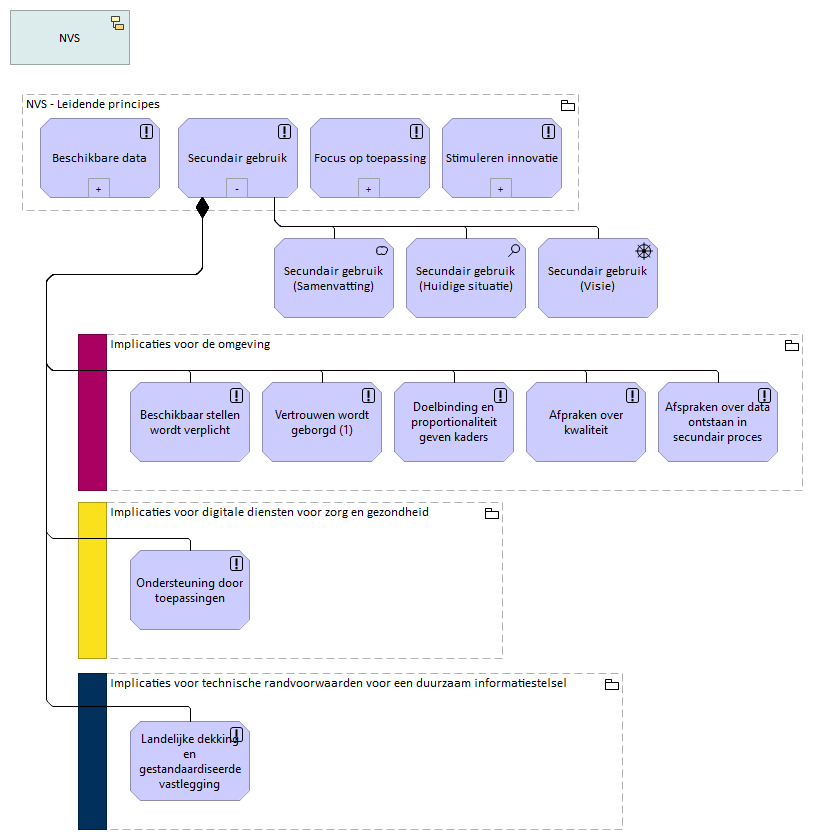 NVS
NVS - Leidende principes
Beschikbare data
+
Secundair gebruik
-
Focus op toepassing
+
Stimuleren innovatie
+
Secundair gebruik
(Samenvatting)
Secundair gebruik
(Huidige situatie)
Secundair gebruik
(Visie)
Implicaties voor de omgeving
Beschikbaar stellen
wordt verplicht
Vertrouwen wordt
geborgd (1)
Doelbinding en
proportionaliteit
geven kaders
Afpraken over
kwaliteit
Afspraken over data
ontstaan in
secundair proces
Implicaties voor digitale diensten voor zorg en gezondheid
Ondersteuning door
toepassingen
Implicaties voor technische randvoorwaarden voor een duurzaam informatiestelsel
Landelijke dekking
en
gestandaardiseerde
vastlegging